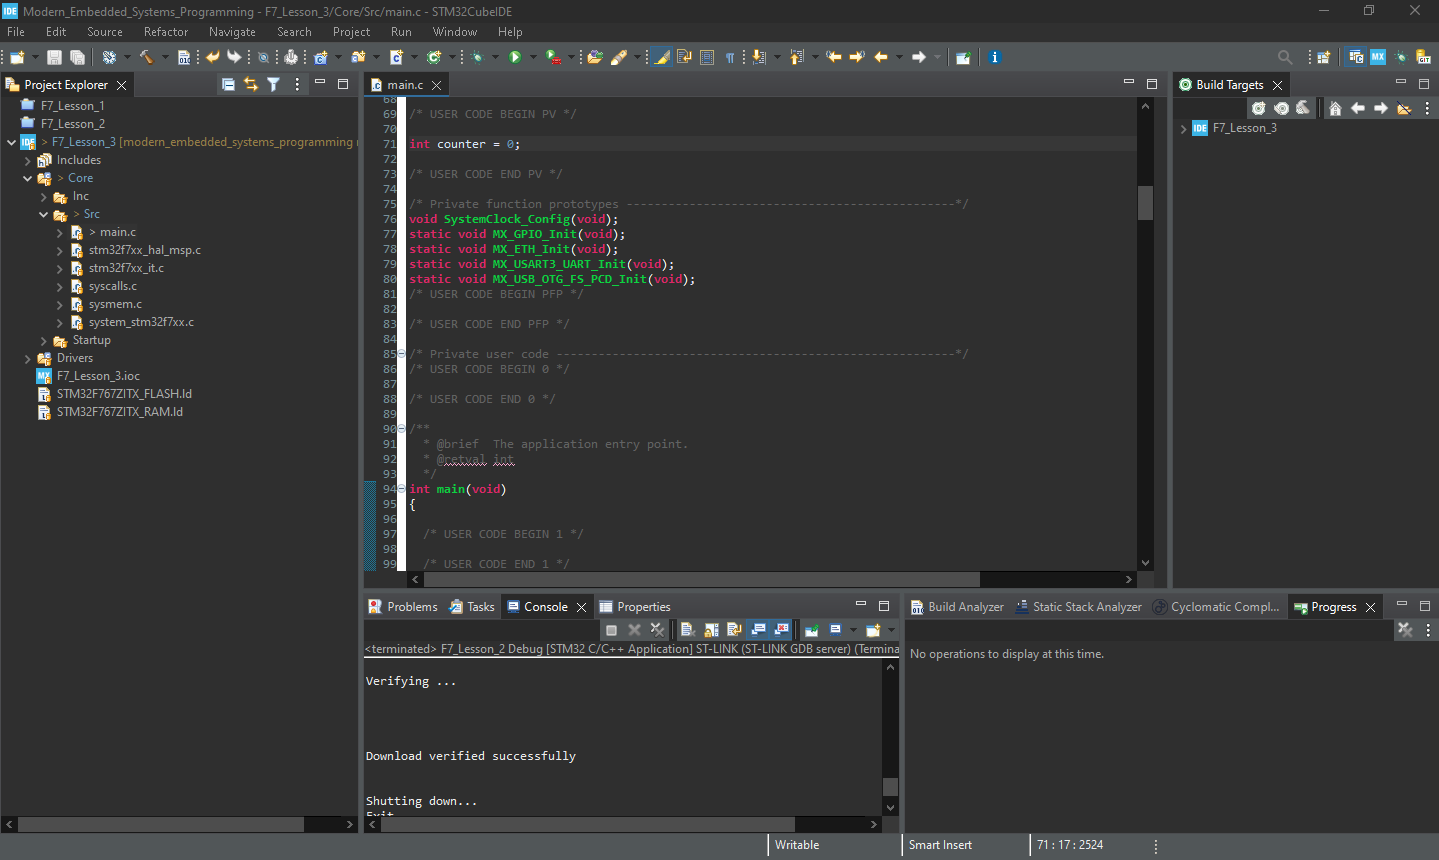 IDE Modern_Embedded_Systems_Programming - F7_Lesson_3/Core/Src/main.c - STM32CubeIDE
File Edit Source Refactor Navigate Search Project Run Window Help
Project Explorer
F7_Lesson_1
F7_Lesson_2
IDE > F7_Lesson_3 [modern_embedded_systems_programming
Includes
> Core
Inc
> Src
> main.c
stm32f7xx_hal_msp.c
stm32f7xx_it.c
syscalls.c
sysmem.c
system_stm32f7xx.c
Startup
Drivers
MX F7_Lesson_3.ioc
STM32F767ZITX_FLASH.ld
STM32F767ZITX_RAM.ld
main.c
68
69 /* USER CODE BEGIN PV */
70
71 int counter = 0;
72
73 /* USER CODE END PV */
74
75 /* Private function prototypes -----------------------------------------------*/
76 void SystemClock_Config(void);
77 static void MX_GPIO_Init(void);
78 static void MX_ETH_Init(void);
79 static void MX_USART3_UART_Init(void);
80 static void MX_USB_OTG_FS_PCD_Init(void);
81 /* USER CODE BEGIN PFP */
82
83 /* USER CODE END PFP */
84
85 /* Private user code ---------------------------------------------------------*/
86 /* USER CODE BEGIN 0 */
87
88 /* USER CODE END 0 */
89
90 /**
91 * @brief  The application entry point.
92 * @retval int
93 */
94 int main(void)
95 {
96
97 /* USER CODE BEGIN 1 */
98
99 /* USER CODE END 1 */
Build Targets
IDE F7_Lesson_3
Problems Tasks Console Properties
<terminated> F7_Lesson_2 Debug [STM32 C/C++ Application] ST-LINK (ST-LINK GDB server) (Termina
Verifying ...
Download verified successfully
Shutting down...
Exit.
Build Analyzer Static Stack Analyzer Cyclomatic Compl... Progress
No operations to display at this time.
Writable Smart Insert 71 : 17 : 2524